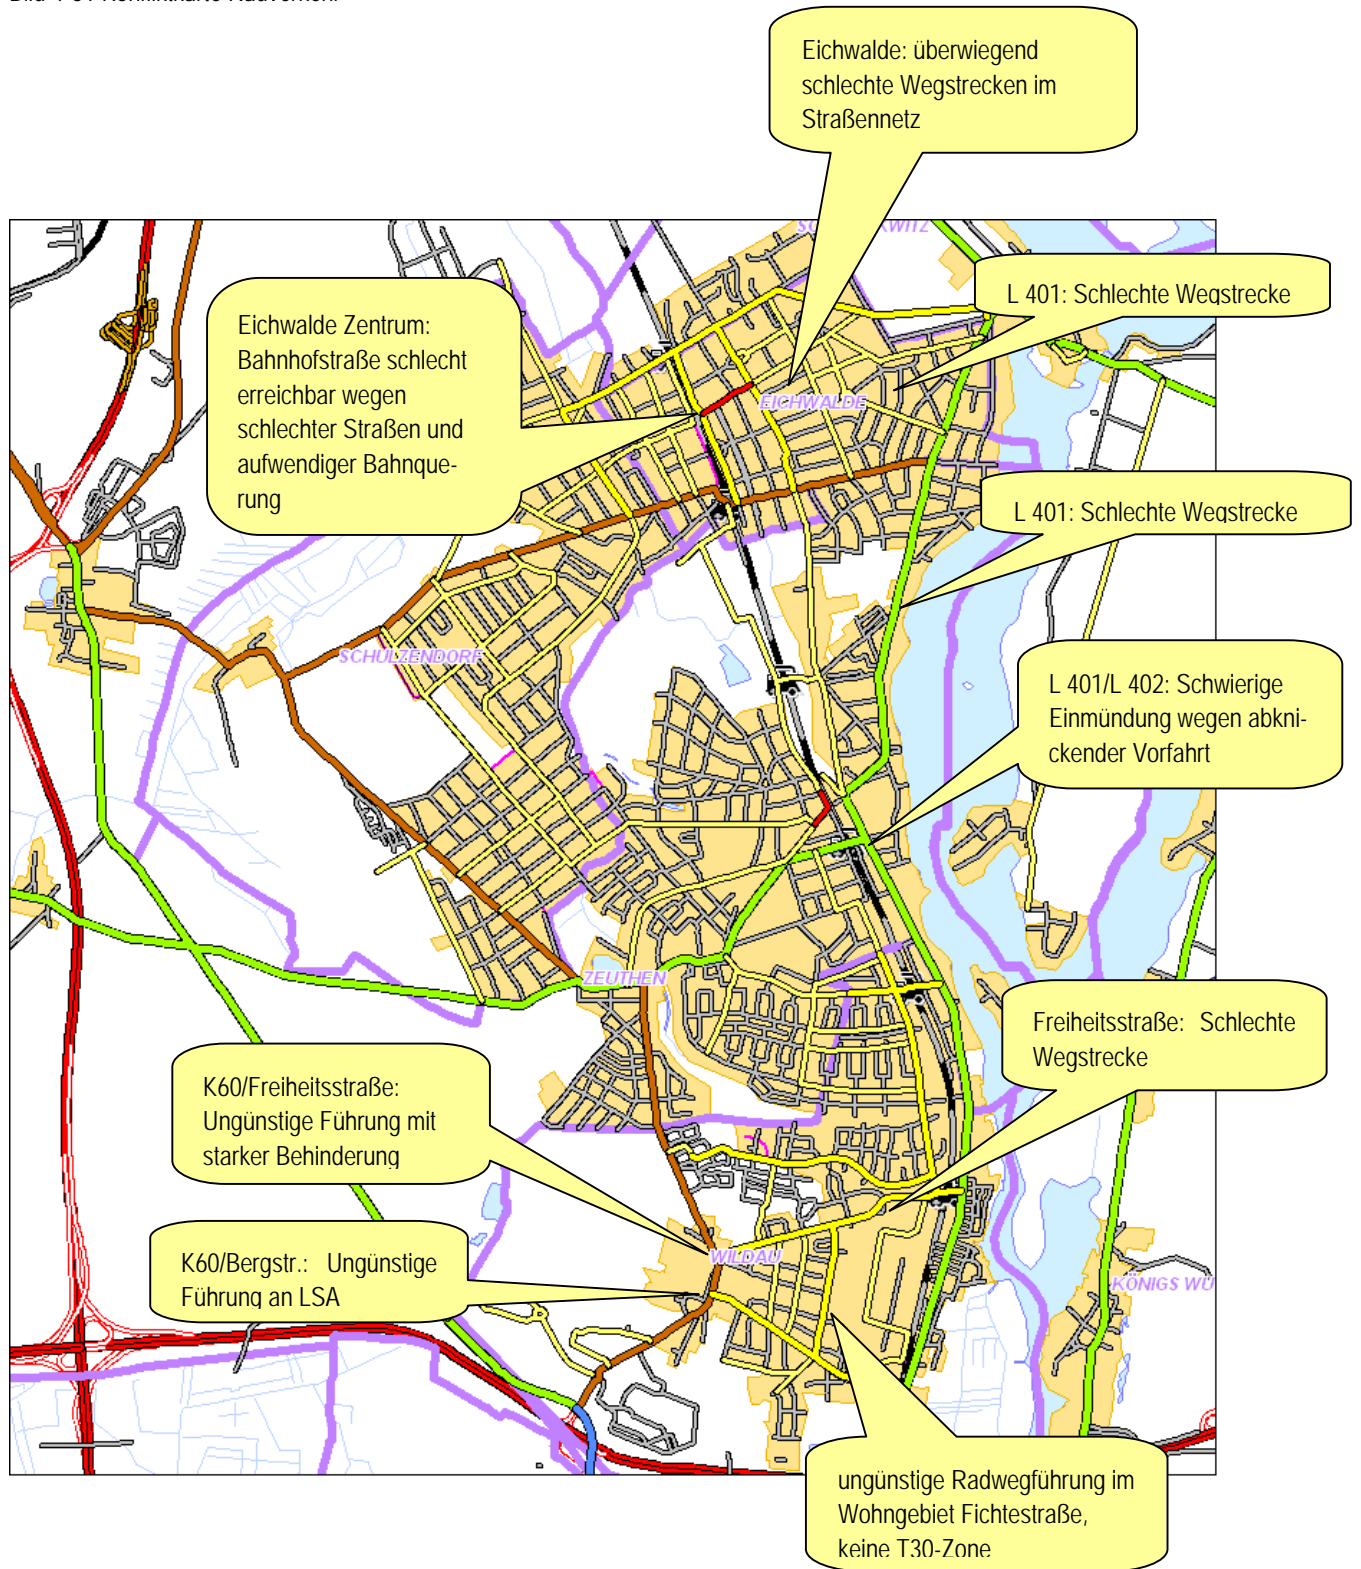 Eichwalde: überwiegend
schlechte Wegstrecken im
Straßennetz
L 401: Schlechte Wegstrecke
Eichwalde Zentrum:
Bahnhofstraße schlecht
erreichbar wegen
schlechter Straßen und
aufwendiger Bahnque-
rung
EICHWALDE
L 401: Schlechte Wegstrecke
SCHULZENDORF
L 401/L 402: Schwierige
Einmündung wegen abkni-
ckender Vorfahrt
ZEUTHEN
Freiheitsstraße: Schlechte
Wegstrecke
K60/Freiheitsstraße:
Ungünstige Führung mit
starker Behinderung
WILDAU
K60/Bergstr.: Ungünstige
Führung an LSA
KÖNIGS WU
ungünstige Radwegführung im
Wohngebiet Fichtestraße,
keine T30-Zone